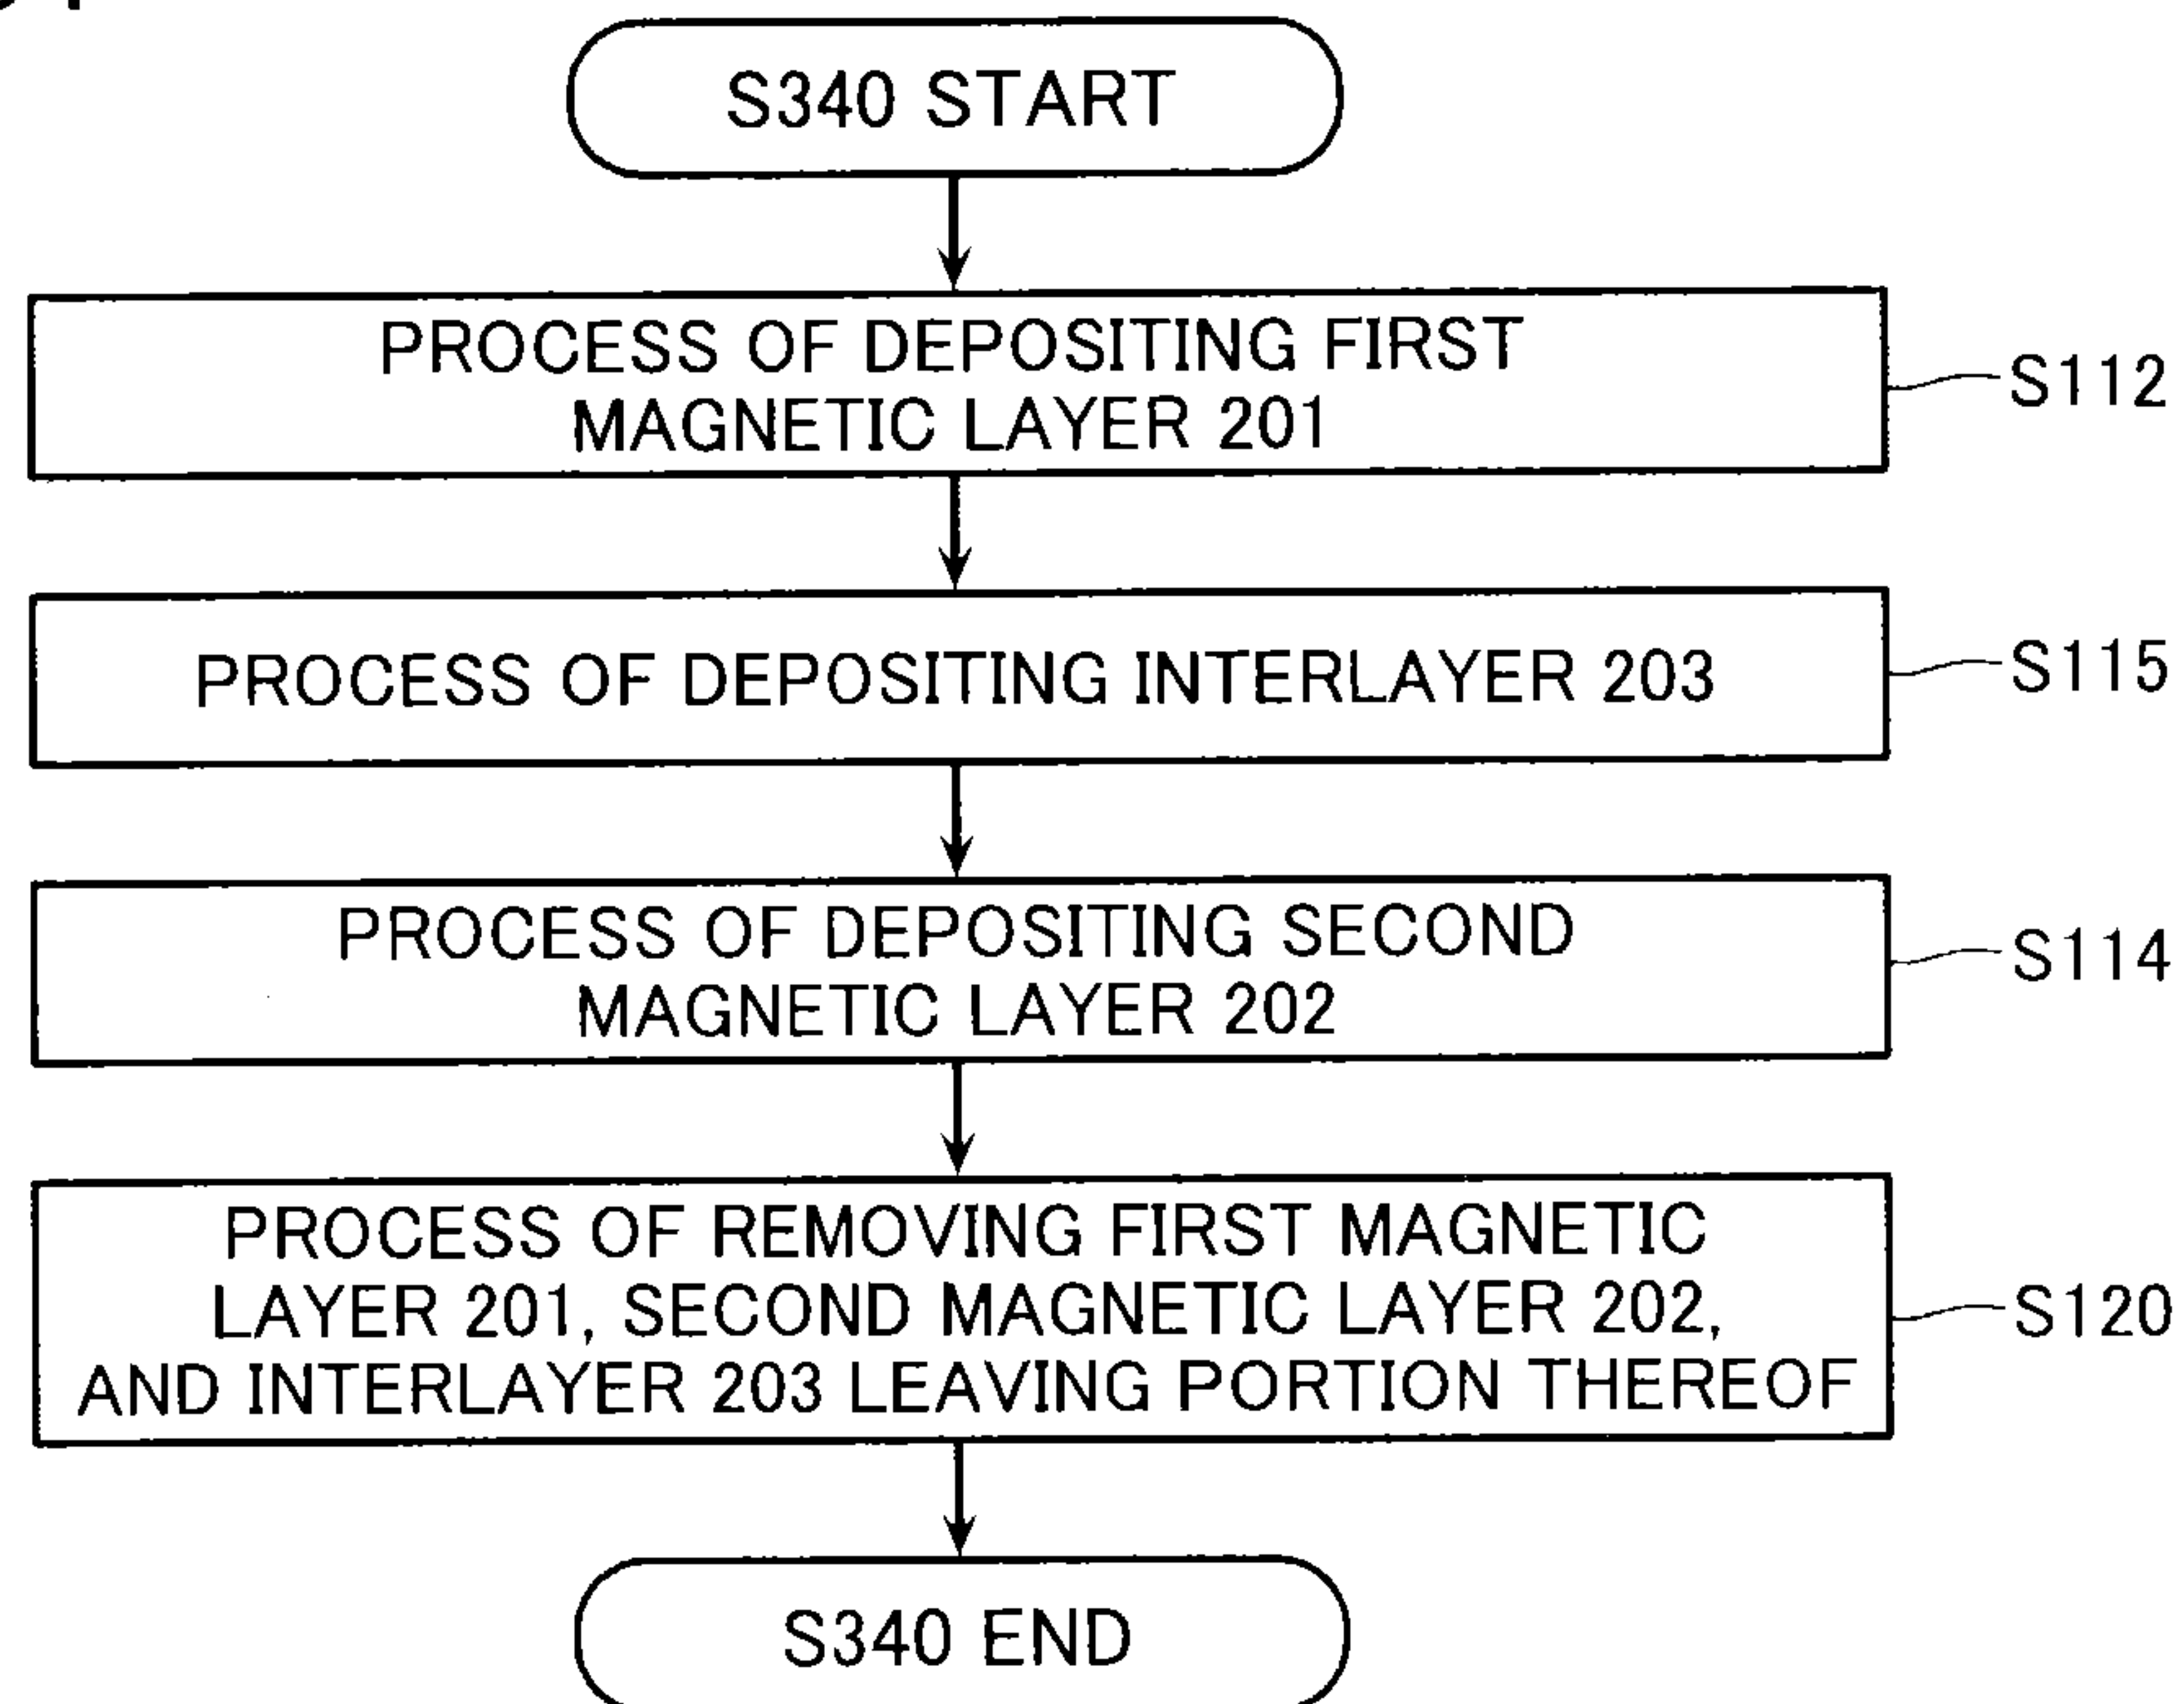 S340 START
PROCESS OF DEPOSITING FIRST
MAGNETIC LAYER 201
S112
PROCESS OF DEPOSITING INTERLAYER 203
S115
PROCESS OF DEPOSITING SECOND
MAGNETIC LAYER 202
S114
PROCESS OF REMOVING FIRST MAGNETIC
LAYER 201, SECOND MAGNETIC LAYER 202,
AND INTERLAYER 203 LEAVING PORTION THEREOF
S120
S340 END